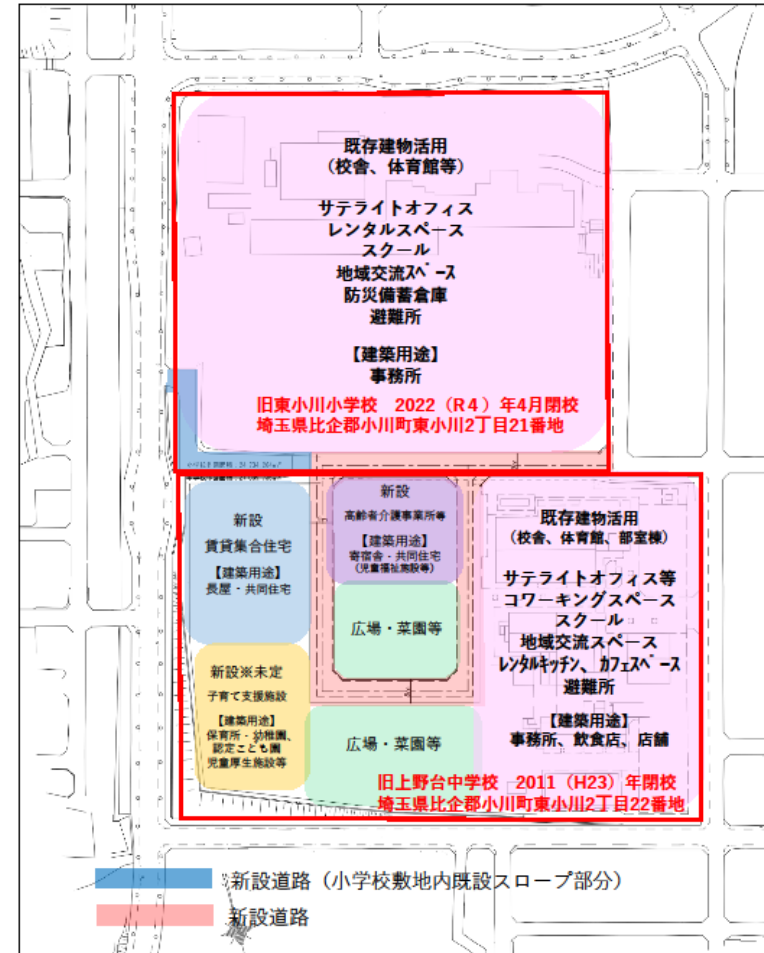 既存建物活用
（校舎、体育館等）
サテライトオフィス
レンタルスペース
スクール
地域交流ｽﾍﾟｰｽ
防災備蓄倉庫
避難所
【建築用途】
事務所
旧東小川小学校　2022（R４）年4月閉校
埼玉県比企郡小川町東小川2丁目21番地
新設
賃貸集合住宅
【建築用途】
長屋・共同住宅
新設
高齢者介護事業所等
【建築用途】
寄宿舎・共同住宅
（児童福祉施設等）
広場・菜園等
既存建物活用
（校舎、体育館、部室棟）
サテライトオフィス等
コワーキングスペース
スクール
地域交流スペース
ﾚﾝﾀﾙｷｯﾁﾝ、ｶﾌｪｽﾍﾟｰｽ
避難所
【建築用途】
事務所、飲食店、店舗
新設※未定
子育て支援施設
【建築用途】
保育所・幼稚園、
認定こども園
児童厚生施設等
広場・菜園等
旧上野台中学校　2011（H23）年閉校
埼玉県比企郡小川町東小川2丁目22番地
新設道路（小学校敷地内既設スロープ部分）
新設道路